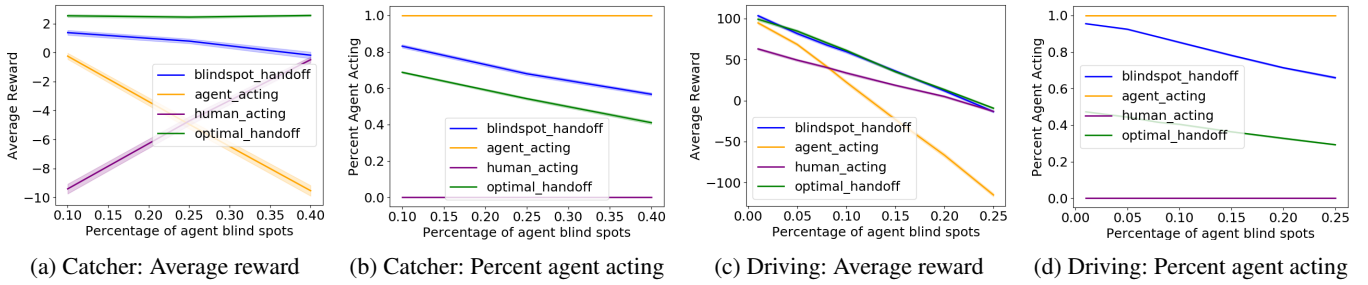 Average Reward
2
0
−2
−4
−6
−8
−10
0.10 0.15 0.20 0.25 0.30 0.35 0.40
Percentage of agent blind spots
blindspot_handoff
agent_acting
human_acting
optimal_handoff
(a) Catcher: Average reward
Percent Agent Acting
1.0
0.8
0.6
0.4
0.2
0.0
0.10 0.15 0.20 0.25 0.30 0.35 0.40
Percentage of agent blind spots
blindspot_handoff
agent_acting
human_acting
optimal_handoff
(b) Catcher: Percent agent acting
Average Reward
100
50
0
−50
−100
0.00 0.05 0.10 0.15 0.20 0.25
Percentage of agent blind spots
blindspot_handoff
agent_acting
human_acting
optimal_handoff
(c) Driving: Average reward
Percent Agent Acting
1.0
0.8
0.6
0.4
0.2
0.0
0.00 0.05 0.10 0.15 0.20 0.25
Percentage of agent blind spots
blindspot_handoff
agent_acting
human_acting
optimal_handoff
(d) Driving: Percent agent acting